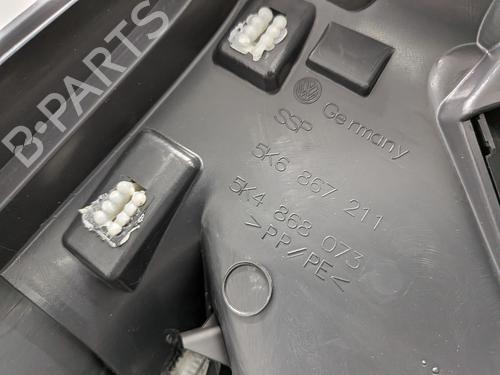 B-PARTS
Germany
SSP
5K6 867 211
5K4 868 073
>PP//PE<